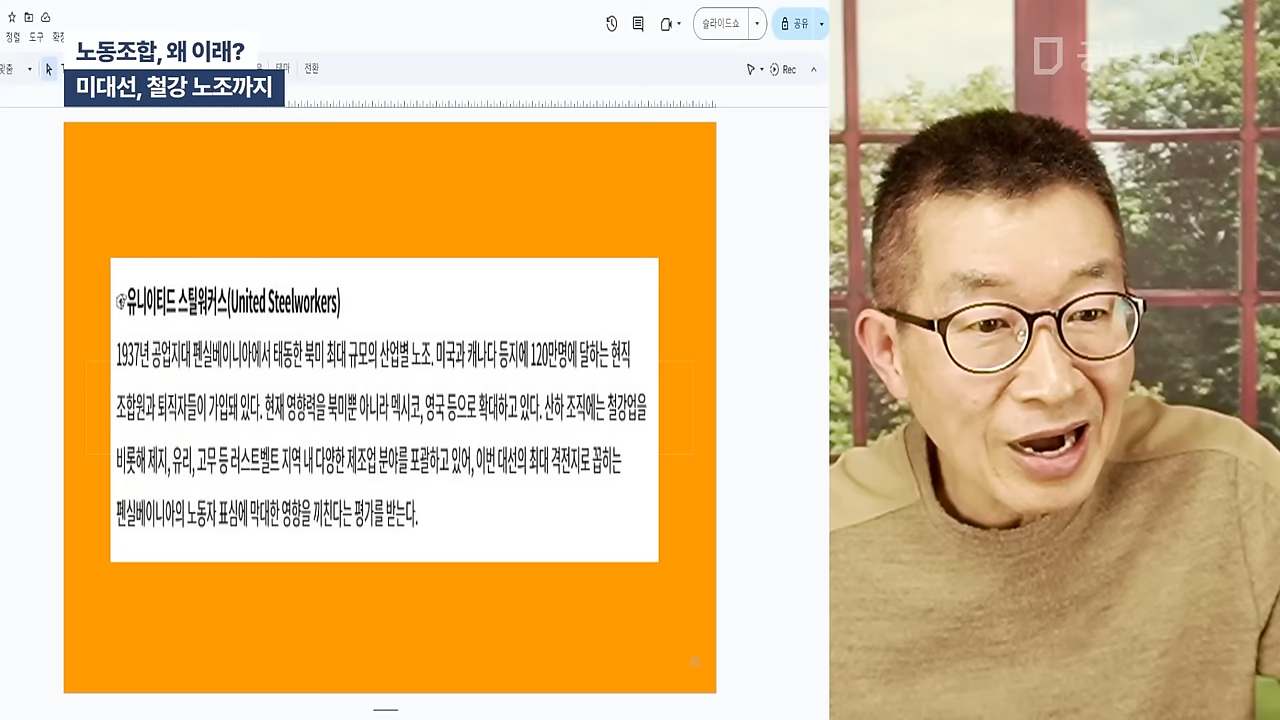 정렬 도구
슬라이드쇼
공유
노동조합, 왜 이래?
미대선, 철강 노조까지
맞춤
테마 전환
Rec
TV
☞유니이티드 스틸워커스(United Steelworkers)
1937년 공업지대 펜실베이니아에서 태동한 북미 최대 규모의 산업별 노조. 미국과 캐나다 등지에 120만명에 달하는 현직
조합원과 퇴직자들이 가입돼 있다. 현재 영향력을 북미뿐 아니라 멕시코, 영국 등으로 확대하고 있다. 산하 조직에는 철강업을
비롯해 제지, 유리, 고무 등 러스트벨트 지역 내 다양한 제조업 분야를 포괄하고 있어, 이번 대선의 최대 격전지로 꼽히는
펜실베이니아의 노동자 표심에 막대한 영향을 끼친다는 평가를 받는다.